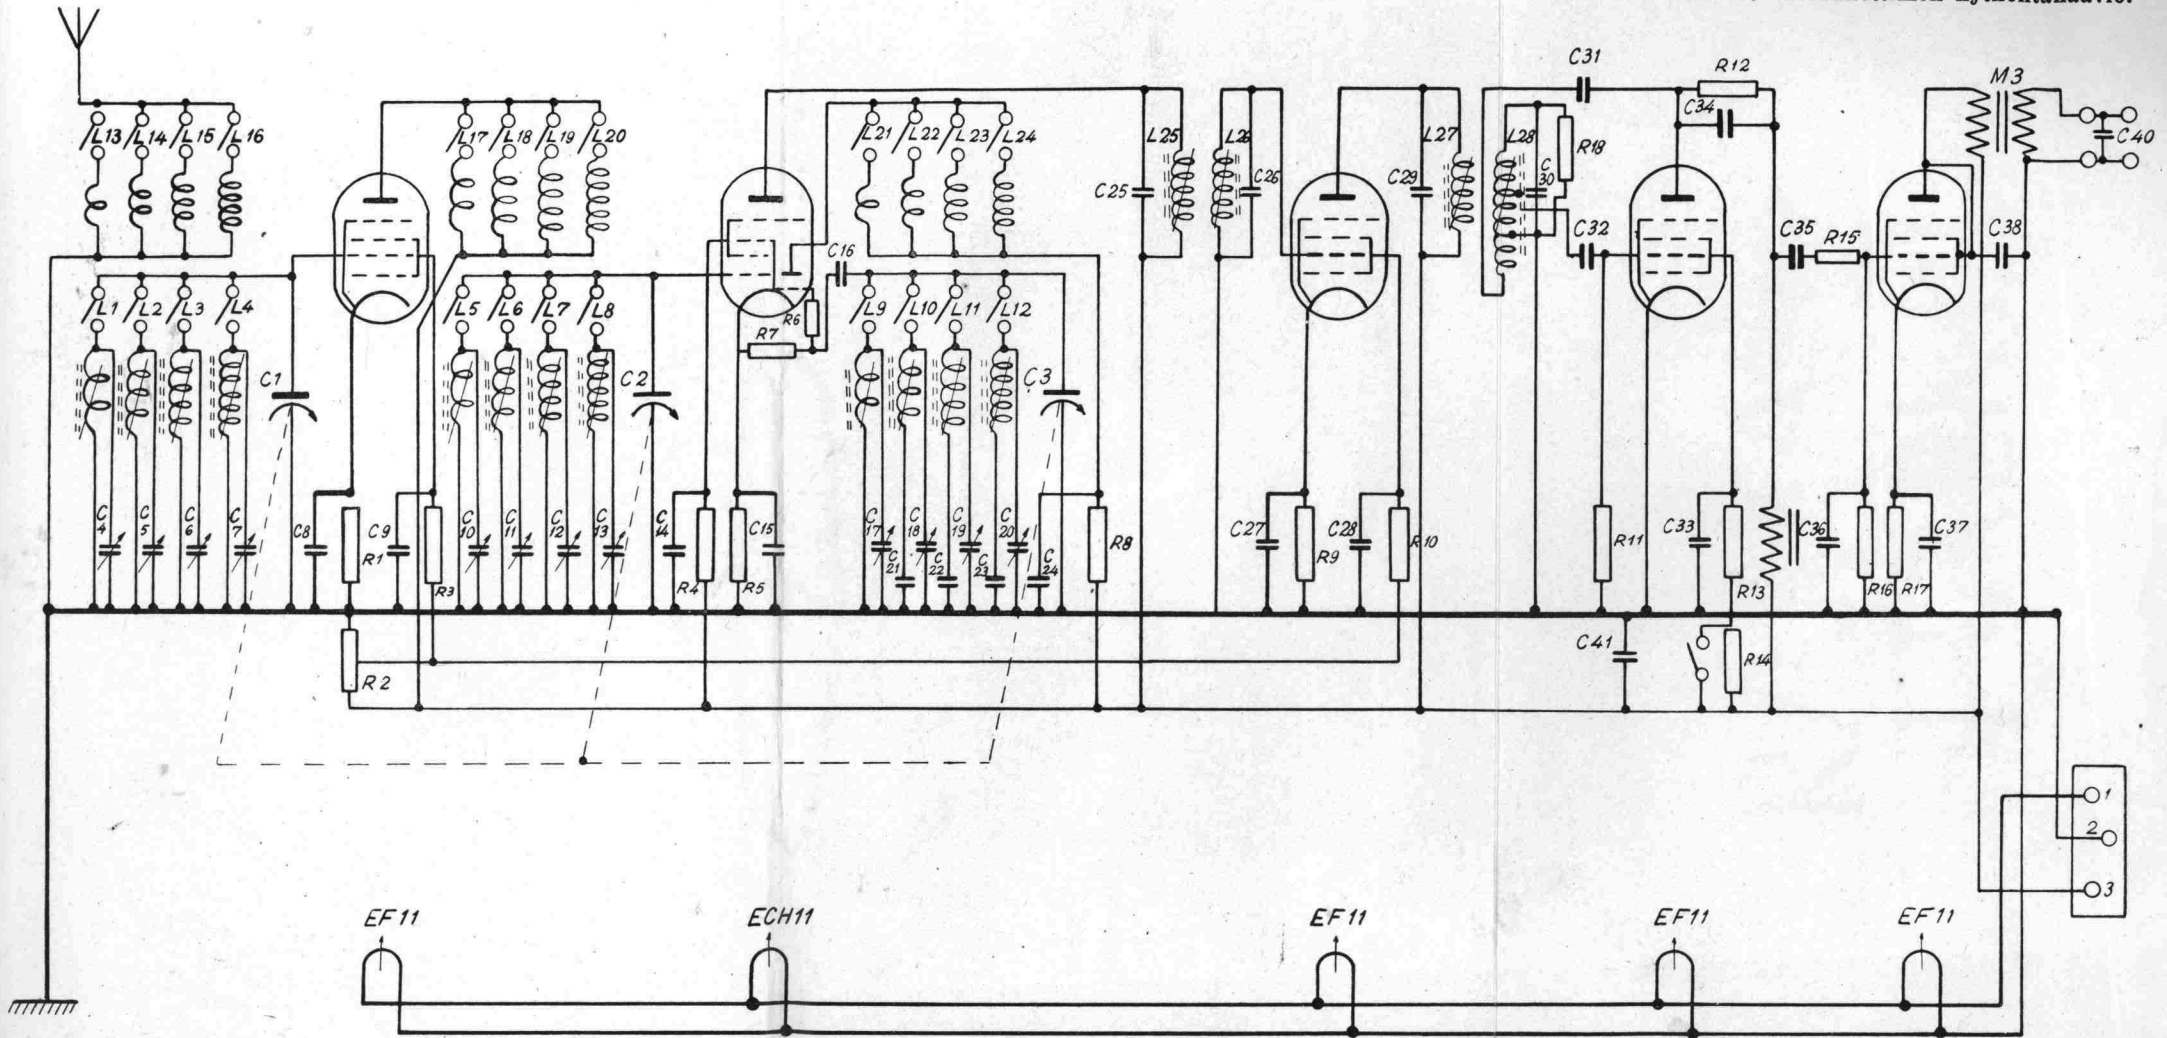 C31
R12
M3
C34
L13 L14 L15 L16
L17 L18 L19 L20
L21 L22 L23 L24
L25 L26 L27 L28
C40
R18
C25 C26 C29 C30
C32 C35 R15 C38
C16
R6
R7
L1 L2 L3 L4
L5 L6 L7 L8
L9 L10 L11 L12
C1 C2 C3
C4 C5 C6 C7 C8 R1 C9 R3
C10 C11 C12 C13 C14 R4 R5 C15
C17 C18 C19 C20
C21 C22 C23 C24 R8
C27 R9 C28 R10
R11 C33 R13 C36 R16 R17 C37
C41 R14
R2
1
2
3
EF11 ECH11 EF11 EF11 EF11